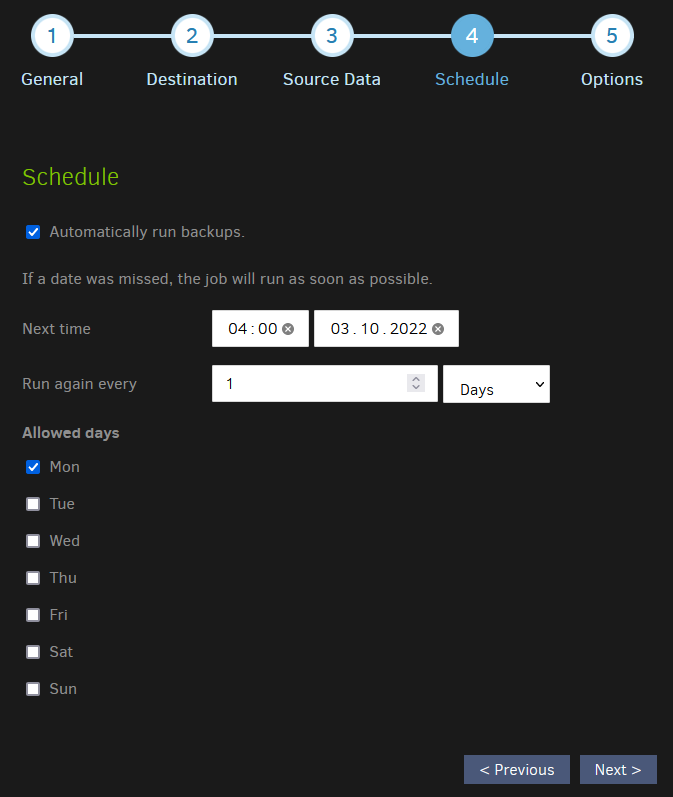 1 2 3 4 5
General Destination Source Data Schedule Options
Schedule
Automatically run backups.
If a date was missed, the job will run as soon as possible.
Next time 04:00 03.10.2022
Run again every 1 Days
Allowed days
Mon
Tue
Wed
Thu
Fri
Sat
Sun
< Previous Next >